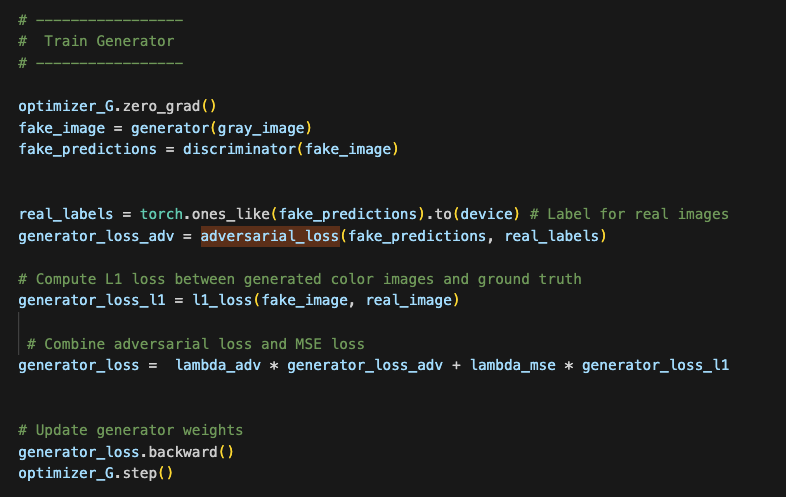 # -----------------
#  Train Generator
# -----------------
optimizer_G.zero_grad()
fake_image = generator(gray_image)
fake_predictions = discriminator(fake_image)
real_labels = torch.ones_like(fake_predictions).to(device) # Label for real images
generator_loss_adv = adversarial_loss(fake_predictions, real_labels)
# Compute L1 loss between generated color images and ground truth
generator_loss_l1 = l1_loss(fake_image, real_image)
# Combine adversarial loss and MSE loss
generator_loss =  lambda_adv * generator_loss_adv + lambda_mse * generator_loss_l1
# Update generator weights
generator_loss.backward()
optimizer_G.step()